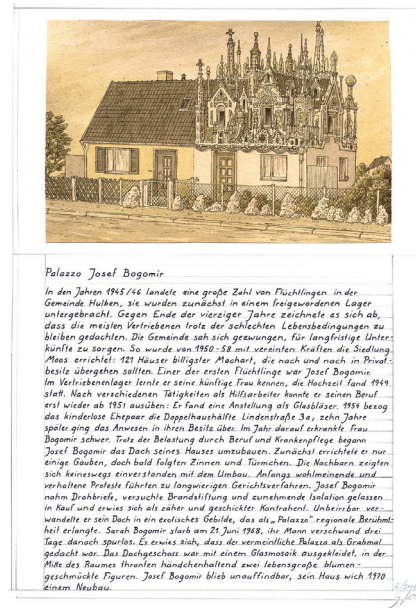 Palazzo Josef Bogomir
In den Jahren 1945/46 landete eine große Zahl von Flüchtlingen in der
Gemeinde Hulben, sie wurden zunächst in einem freigewordenen Lager
untergebracht. Gegen Ende der vierziger Jahre zeichnete es sich ab,
dass die meisten Vertriebenen trotz der schlechten Lebensbedingungen zu
bleiben gedachten. Die Gemeinde sah sich gezwungen, für langfristige Unter-
künfte zu sorgen. So wurde von 1950-58 mit vereinten Kräften die Siedlung
Moos errichtet: 121 Häuser billigster Machart, die nach und nach in Privat-
besitz übergehen sollten. Einer der ersten Flüchtlinge war Josef Bogomir.
Im Vertriebenenlager lernte er seine künftige Frau kennen, die Hochzeit fand 1949
statt. Nach verschiedenen Tätigkeiten als Hilfsarbeiter konnte er seinen Beruf
erst wieder ab 1951 ausüben: Er fand eine Anstellung als Glasbläser. 1954 bezog
das kinderlose Ehepaar die Doppelhaushälfte Lindenstraße 3a, zehn Jahre
später ging das Anwesen in ihren Besitz über. Im Jahr darauf erkrankte Frau
Bogomir schwer. Trotz der Belastung durch Beruf und Krankenpflege begann
Josef Bogomir das Dach seines Hauses umzubauen. Zunächst errichtete er nur
einige Gauben, doch bald folgten Zinnen und Türmchen. Die Nachbarn zeigten
sich keineswegs einverstanden mit dem Umbau. Anfangs wohlmeinende und
verhaltene Proteste führten zu langwierigen Gerichtsverfahren. Josef Bogomir
nahm Drohbriefe, versuchte Brandstiftung und zunehmende Isolation gelassen
in Kauf und erwies sich als zäher und geschickter Kontrahent. Unbeirrbar ver-
wandelte er sein Dach in ein exotisches Gebilde, das als „Palazzo" regionale Berühmt-
heit erlangte. Sarah Bogomir starb am 21. Juni 1968, ihr Mann verschwand drei
Tage danach spurlos. Es erwies sich, dass der vermeintliche Palazzo als Grabmal
gedacht war. Das Dachgeschoss war mit einem Glasmosaik ausgekleidet, in der
Mitte des Raumes thronten händchenhaltend zwei lebensgroße blumen-
geschmückte Figuren. Josef Bogomir blieb unauffindbar, sein Haus wich 1970
einem Neubau.